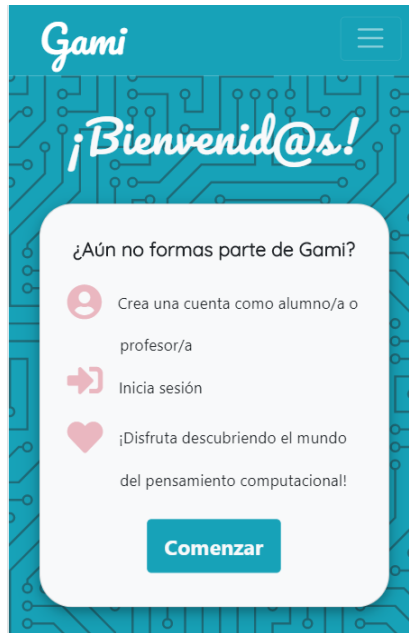 Gami
¡Bienvenid@s!
¿Aún no formas parte de Gami?
Crea una cuenta como alumno/a o
profesor/a
Inicia sesión
¡Disfruta descubriendo el mundo
del pensamiento computacional!
Comenzar